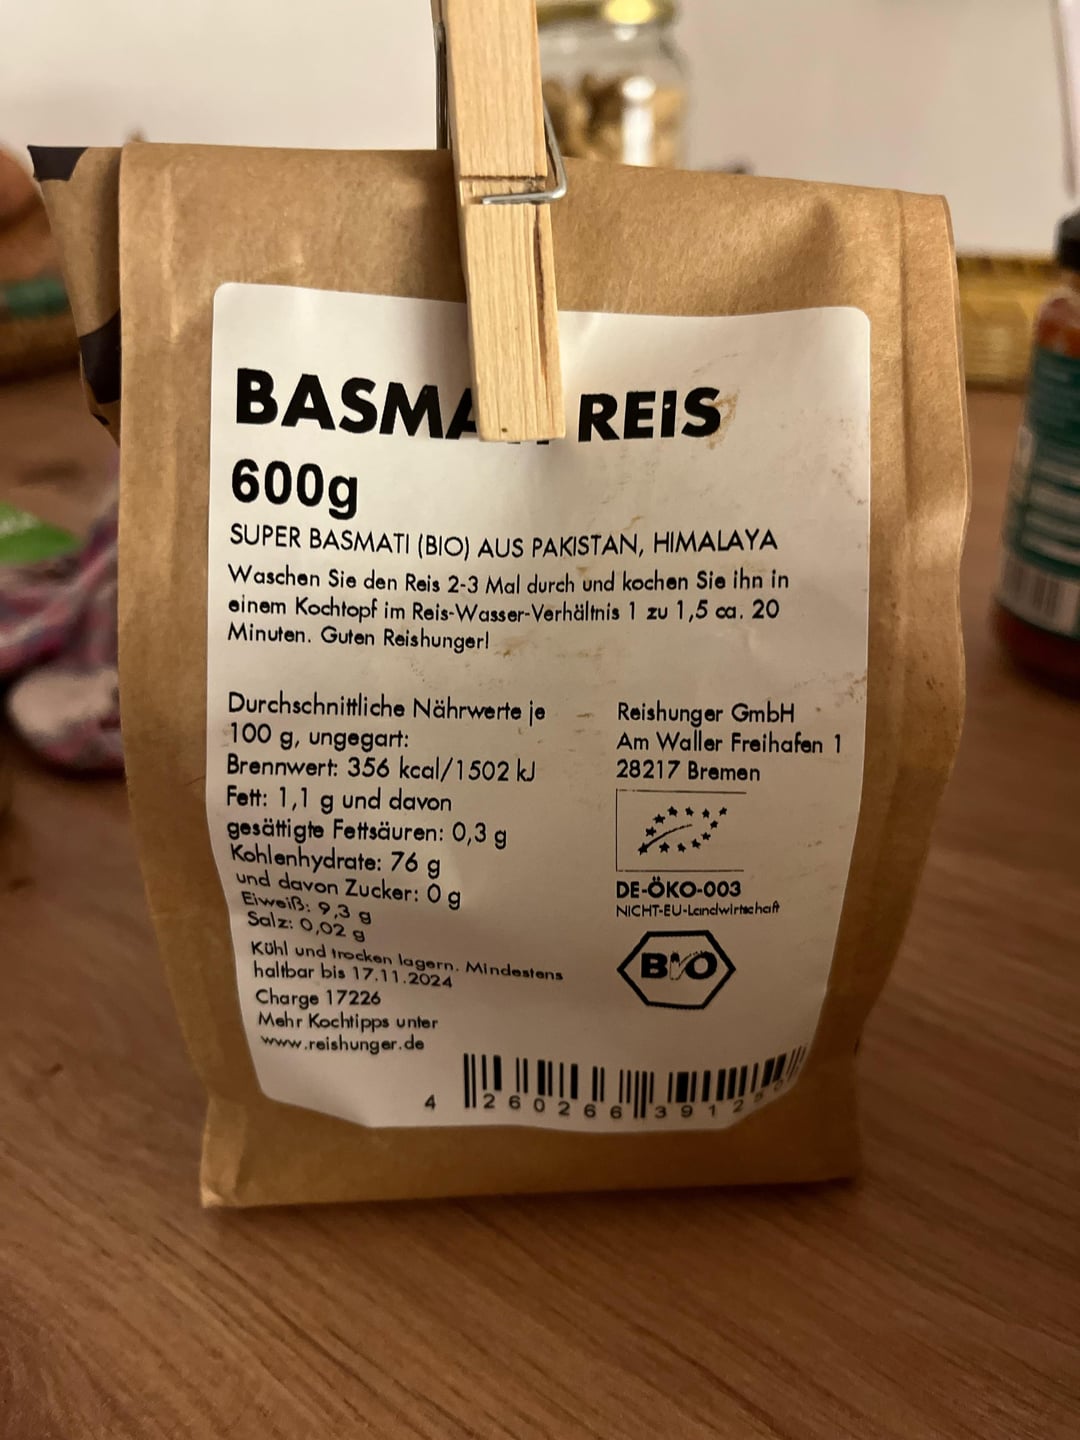 BASMATI REIS
600g
SUPER BASMATI (BIO) AUS PAKISTAN, HIMALAYA
Waschen Sie den Reis 2-3 Mal durch und kochen Sie ihn in
einem Kochtopf im Reis-Wasser-Verhältnis 1 zu 1,5 ca. 20
Minuten. Guten Reishunger!
Durchschnittliche Nährwerte je
100 g, ungegart:
Brennwert: 356 kcal/1502 kJ
Fett: 1,1 g und davon
gesättigte Fettsäuren: 0,3 g
Kohlenhydrate: 76 g
und davon Zucker: 0 g
Eiweiß: 9,3 g
Salz: 0,02 g
Kühl und trocken lagern. Mindestens
haltbar bis 17.11.2024
Charge 17226
Mehr Kochtipps unter
www.reishunger.de
Reishunger GmbH
Am Waller Freihafen 1
28217 Bremen
DE-ÖKO-003
NICHT-EU-Landwirtschaft
BIO
4 260266 391250